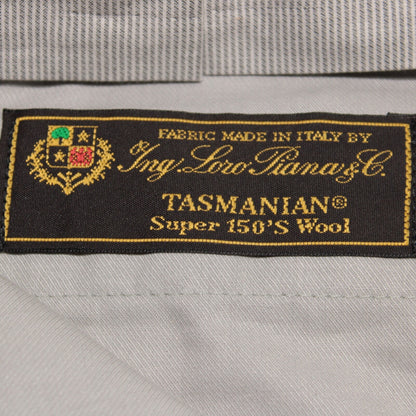 FABRIC MADE IN ITALY BY
Ing. Loro Piana & C.
TASMANIAN®
Super 150'S Wool